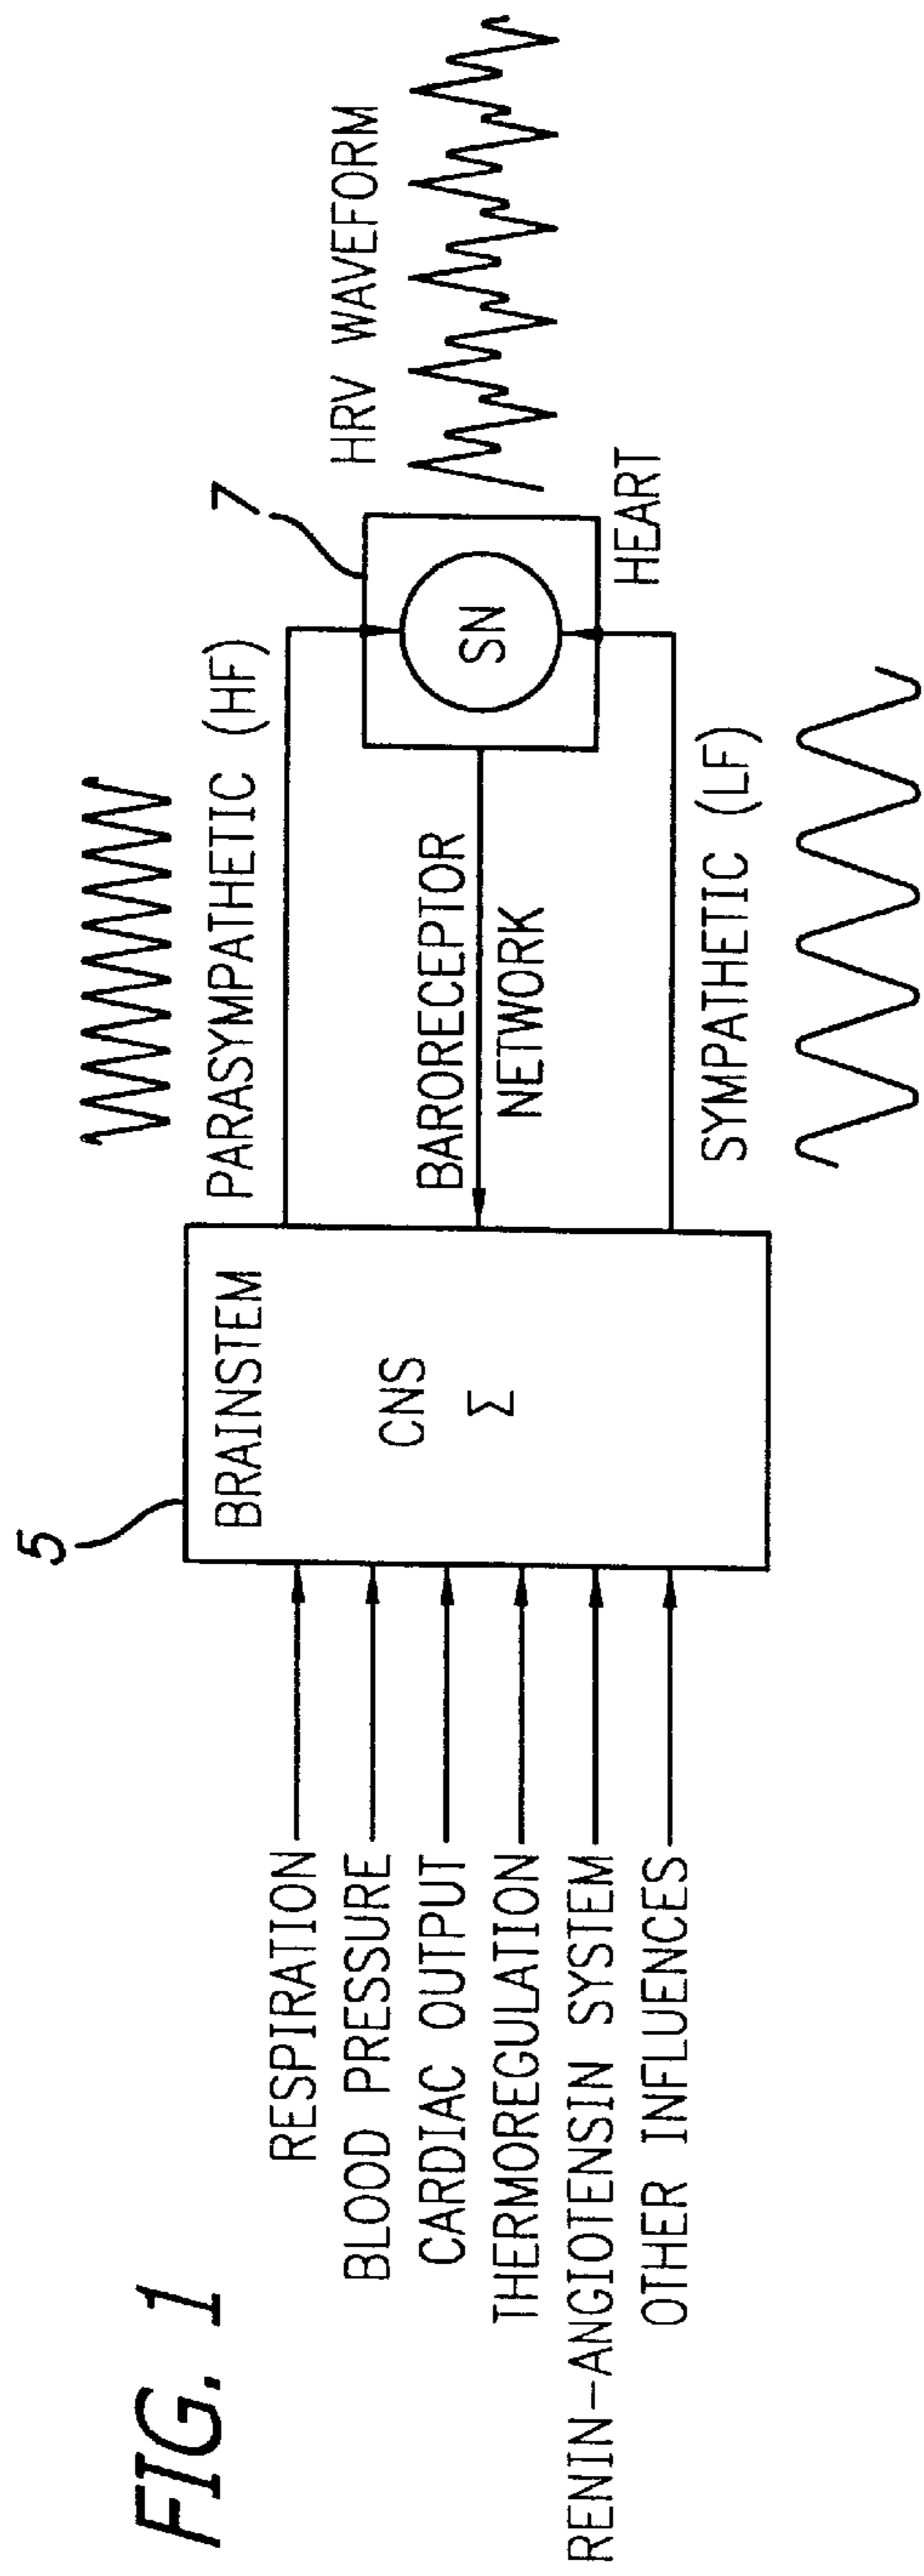 FIG. 1
RESPIRATION
BLOOD PRESSURE
CARDIAC OUTPUT
THERMOREGULATION
RENIN-ANGIOTENSIN SYSTEM
OTHER INFLUENCES
5
BRAINSTEM
CNS
Σ
PARASYMPATHETIC (HF)
BARORECEPTOR
NETWORK
SYMPATHETIC (LF)
7
SN
HEART
HRV WAVEFORM